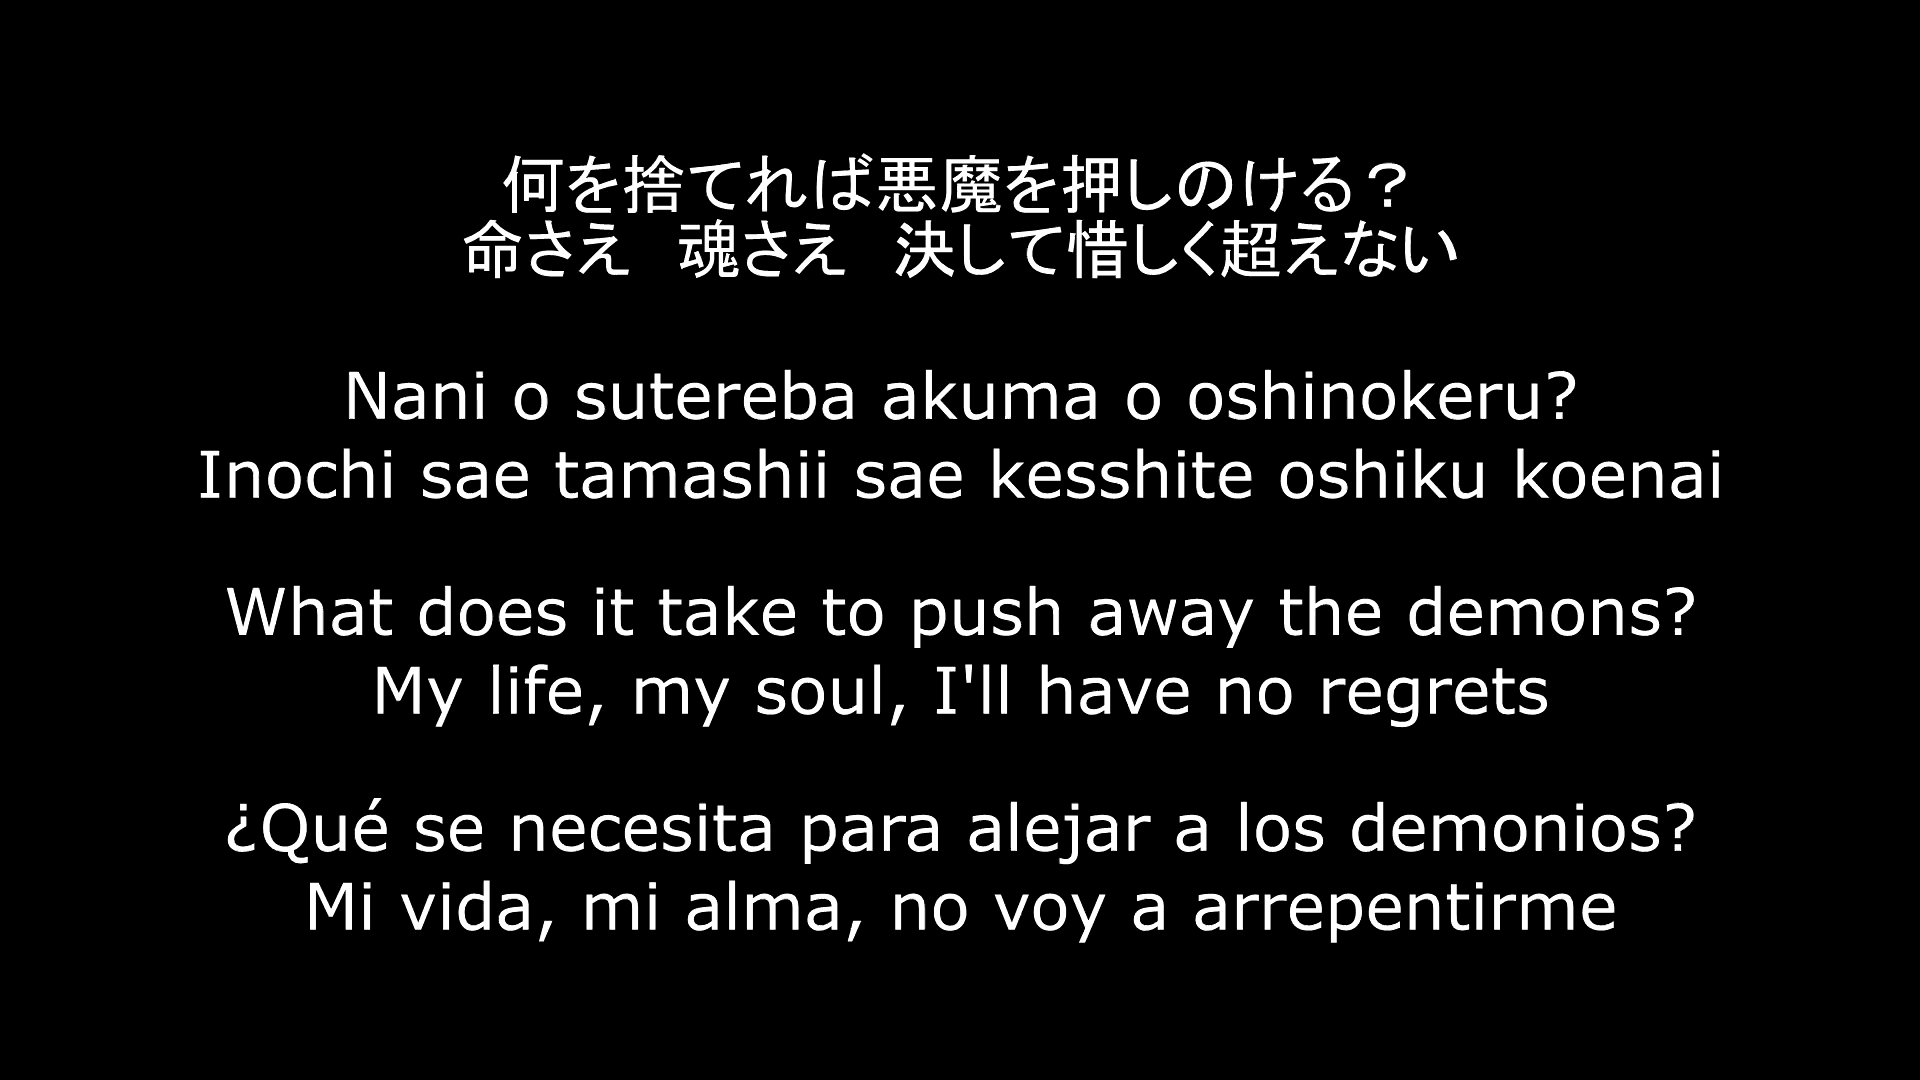 何を捨てれば悪魔を押しのける？
命さえ　魂さえ　決して惜しく超えない
Nani o sutereba akuma o oshinokeru?
Inochi sae tamashii sae kesshite oshiku koenai
What does it take to push away the demons?
My life, my soul, I'll have no regrets
¿Qué se necesita para alejar a los demonios?
Mi vida, mi alma, no voy a arrepentirme